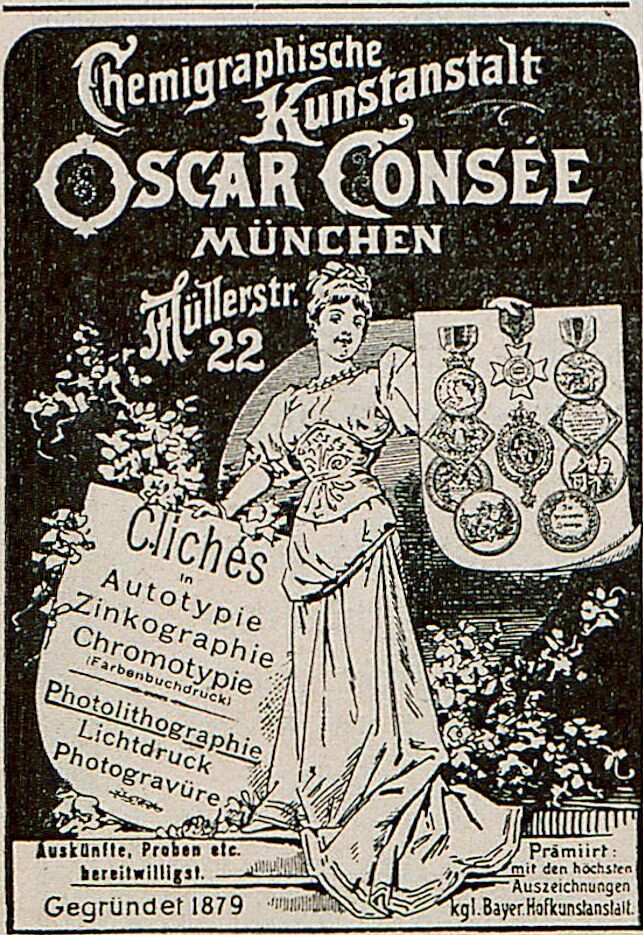 Chemigraphische
Kunstanstalt
OSCAR CONSÉE
MÜNCHEN
Müllerstr.
22
Clichés
in
Autotypie
Zinkographie
Chromotypie
(Farbenbuchdruck)
Photolithographie
Lichtdruck
Photogravüre
Auskünfte, Proben etc.
bereitwilligst.
Gegründet 1879
Prämiirt:
mit den höchsten
Auszeichnungen
kgl. Bayer. Hofkunstanstalt.